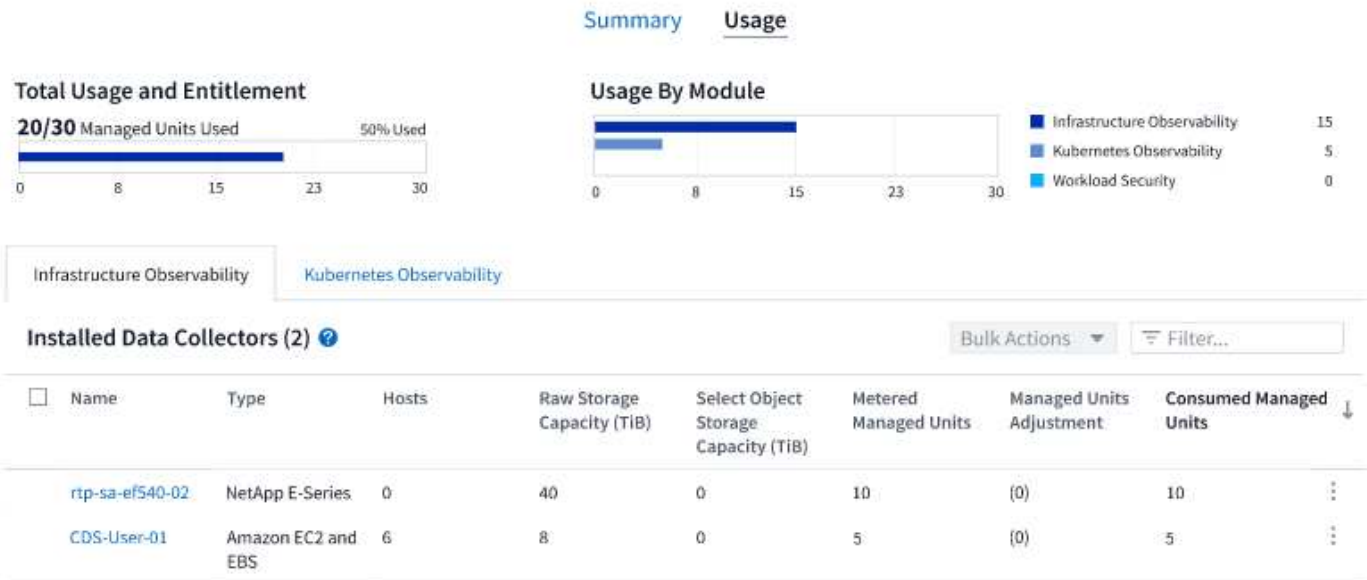 Summary Usage
Total Usage and Entitlement
20/30 Managed Units Used 50% Used
0 8 15 23 30
Usage By Module
Infrastructure Observability 15
Kubernetes Observability 5
Workload Security 0
0 8 15 23 30
Infrastructure Observability Kubernetes Observability
Installed Data Collectors (2) ?
Bulk Actions Filter...
Name Type Hosts Raw Storage Capacity (TiB) Select Object Storage Capacity (TiB) Metered Managed Units Managed Units Adjustment Consumed Managed Units
rtp-sa-ef540-02 NetApp E-Series 0 40 0 10 (0) 10
CDS-User-01 Amazon EC2 and EBS 6 8 0 5 (0) 5